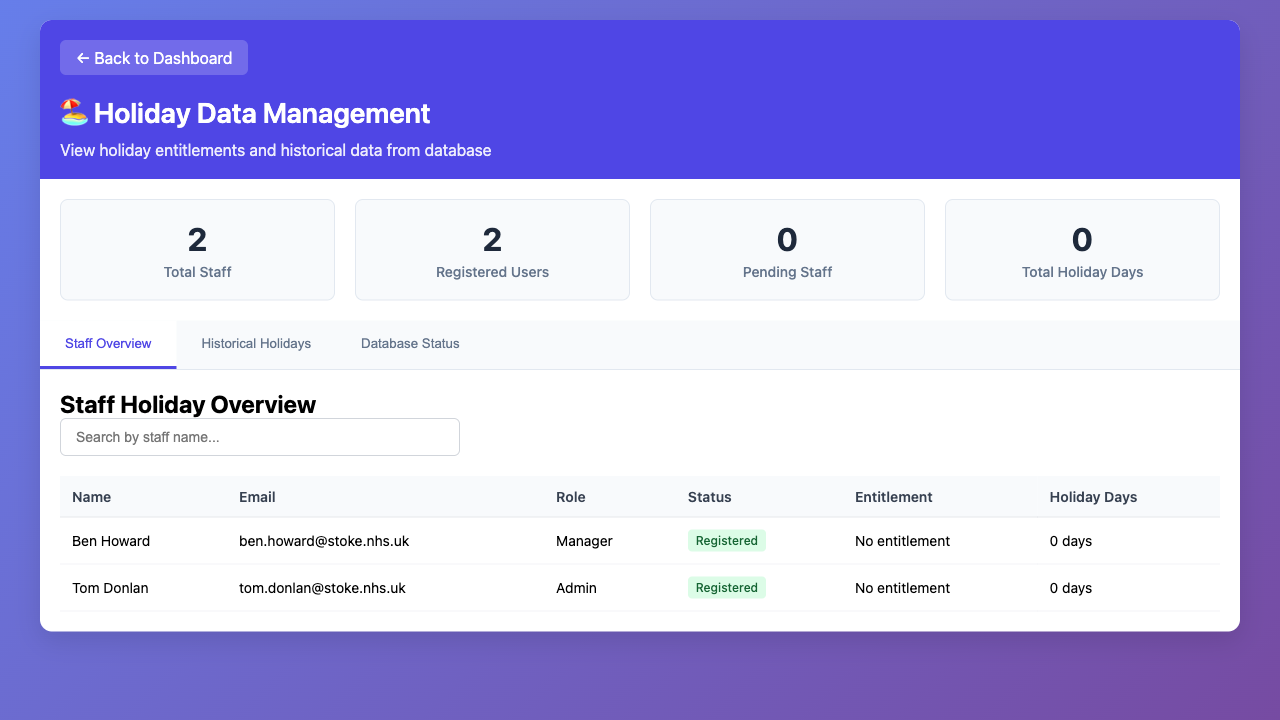 ← Back to Dashboard
🏖️ Holiday Data Management
View holiday entitlements and historical data from database
2 2 0 0
Total Staff Registered Users Pending Staff Total Holiday Days
Staff Overview Historical Holidays Database Status
Staff Holiday Overview
Search by staff name...
Name Email Role Status Entitlement Holiday Days
Ben Howard ben.howard@stoke.nhs.uk Manager Registered No entitlement 0 days
Tom Donlan tom.donlan@stoke.nhs.uk Admin Registered No entitlement 0 days